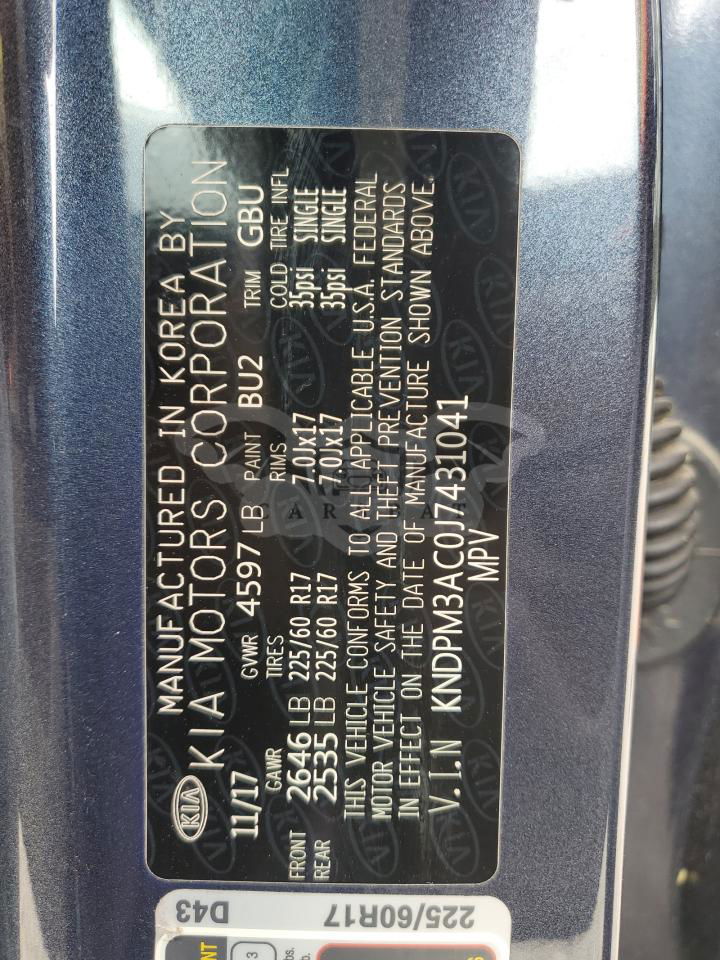 KIA MANUFACTURED IN KOREA BY
KIA MOTORS CORPORATION
11/17 GVWR 4597 LB PAINT BU2 TRIM GBU
GAWR TIRES RIMS COLD TIRE INFL
FRONT 2646 LB 225/60 R17 7.0Jx17 35psi SINGLE
REAR 2535 LB 225/60 R17 7.0Jx17 35psi SINGLE
THIS VEHICLE CONFORMS TO ALL APPLICABLE U.S.A. FEDERAL
MOTOR VEHICLE SAFETY AND THEFT PREVENTION STANDARDS
IN EFFECT ON THE DATE OF MANUFACTURE SHOWN ABOVE.
V.I.N KNDPM3AC0J7431041
MPV
D43
225/60R17
3